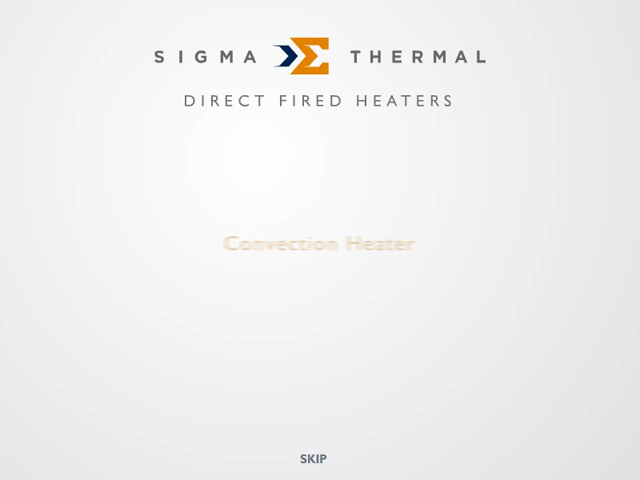 SIGMA THERMAL
DIRECT FIRED HEATERS
Convection Heater
SKIP